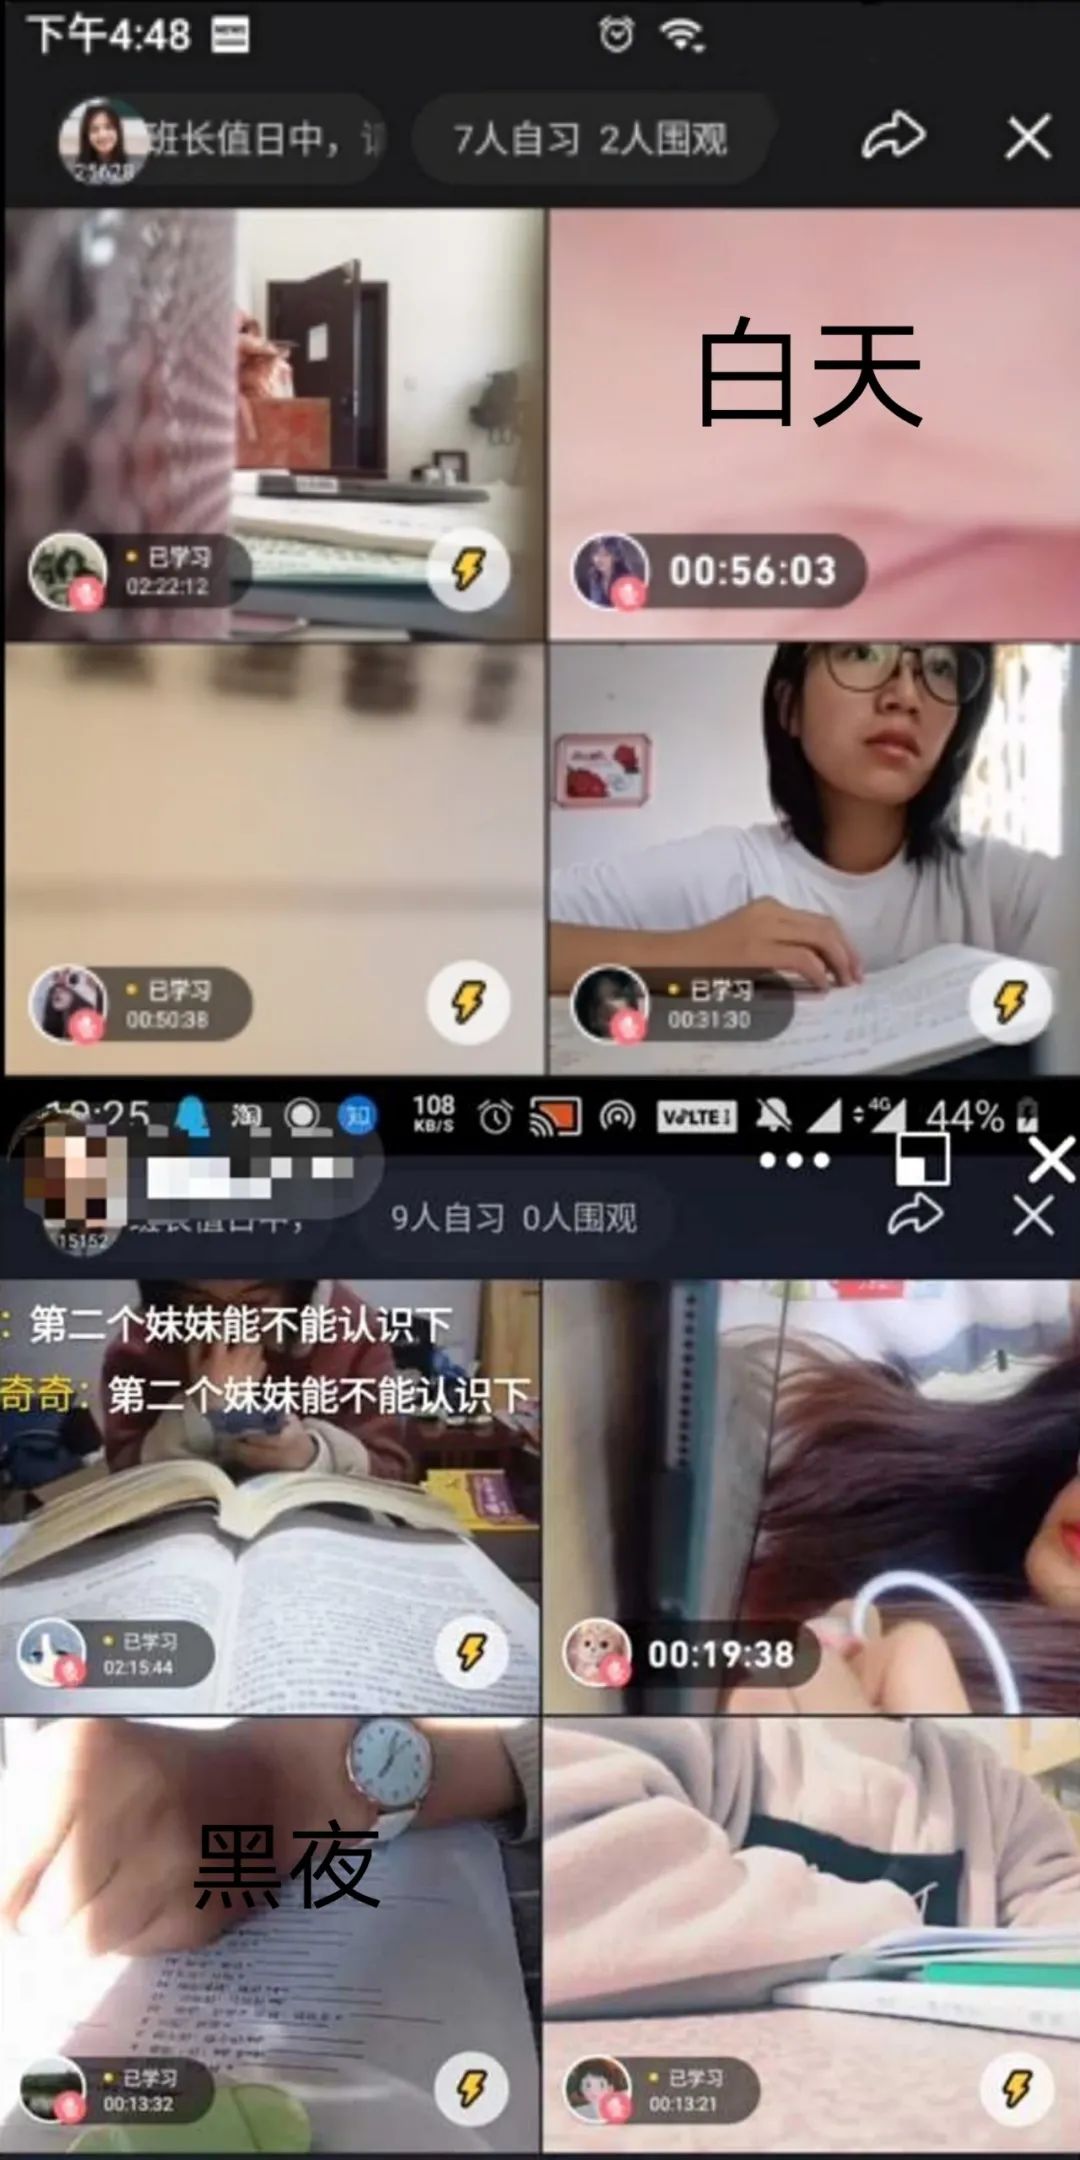 下午4:48
班长值日中，
25628
7人自习 2人围观
白天
已学习
02:22:12
00:56:03
已学习
00:50:38
已学习
00:31:30
19:25 淘 知 108 KB/S VoLTE 1 4G 44%
班长值日中，
15152
9人自习 0人围观
：第二个妹妹能不能认识下
奇奇：第二个妹妹能不能认识下
已学习
02:15:44
00:19:38
黑夜
已学习
00:13:32
已学习
00:13:21